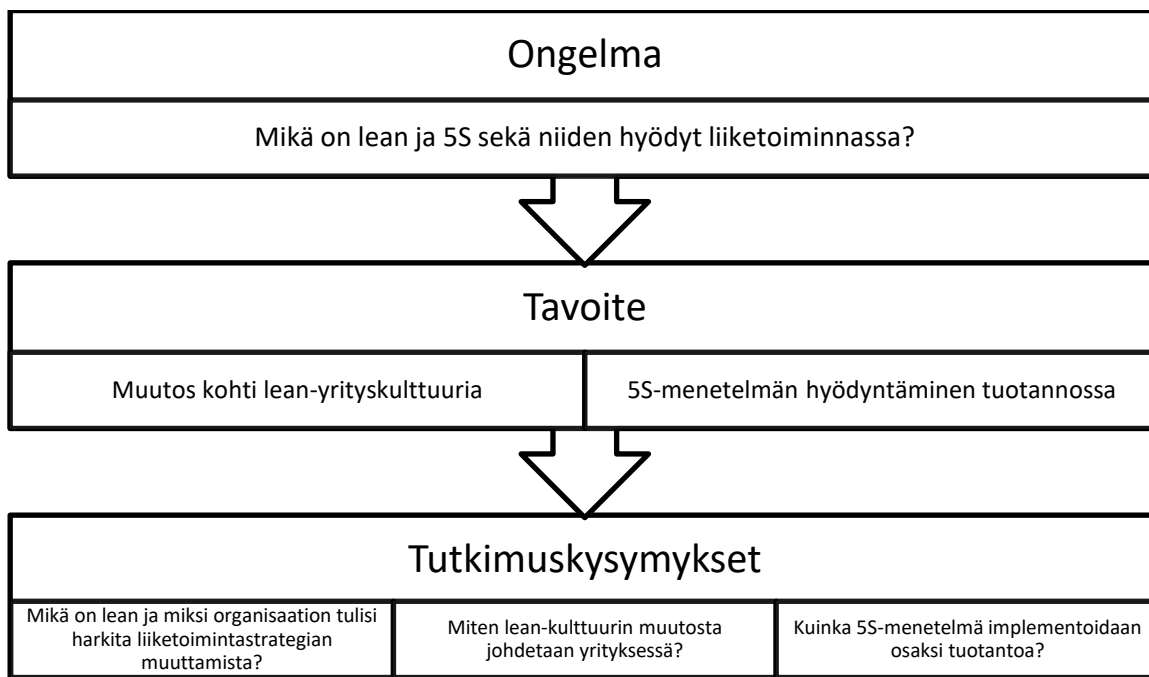 Ongelma
Mikä on lean ja 5S sekä niiden hyödyt liiketoiminnassa?
Tavoite
Muutos kohti lean-yrityskulttuuria
5S-menetelmän hyödyntäminen tuotannossa
Tutkimuskysymykset
Mikä on lean ja miksi organisaation tulisi
harkita liiketoimintastrategian
muuttamista?
Miten lean-kulttuurin muutosta
johdetaan yrityksessä?
Kuinka 5S-menetelmä implementoidaan
osaksi tuotantoa?